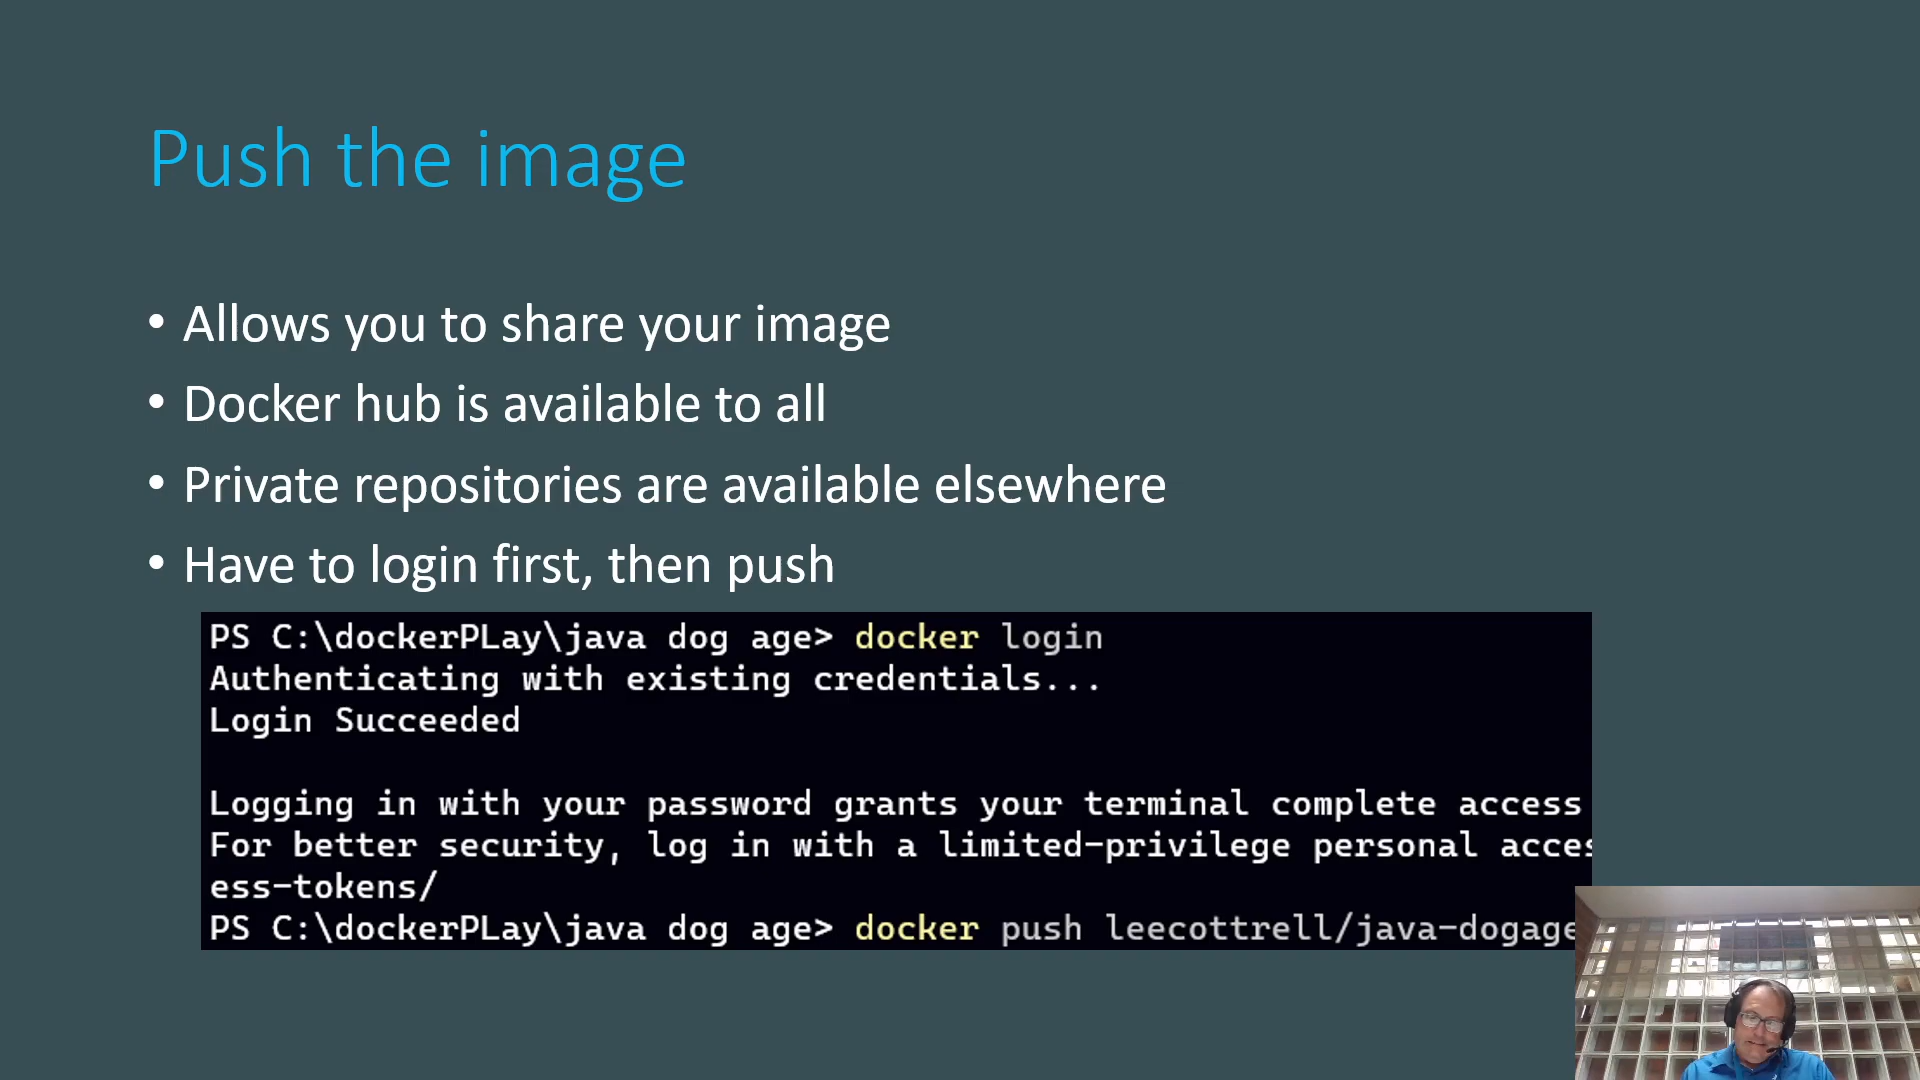 Push the image
• Allows you to share your image
• Docker hub is available to all
• Private repositories are available elsewhere
• Have to login first, then push
PS C:\dockerPLay\java dog age> docker login
Authenticating with existing credentials...
Login Succeeded
Logging in with your password grants your terminal complete access
For better security, log in with a limited-privilege personal acces
ess-tokens/
PS C:\dockerPLay\java dog age> docker push leecottrell/java-dogage